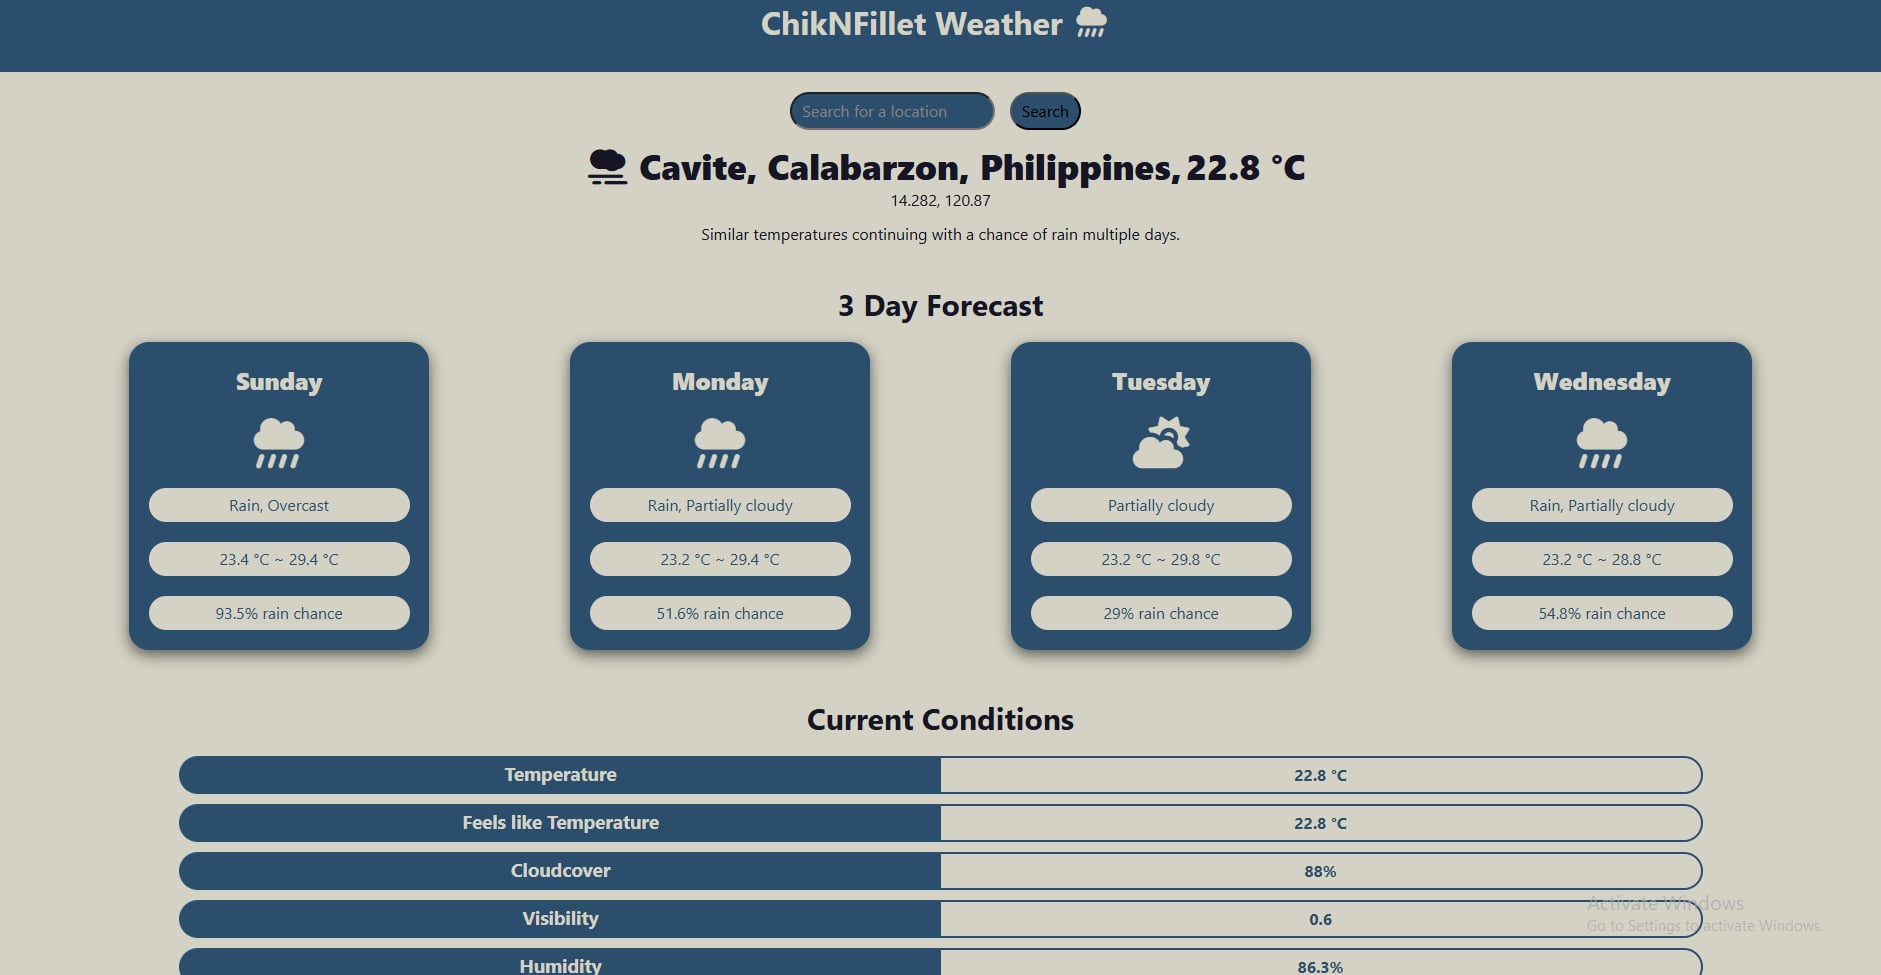 ChikNFillet Weather
Search for a location
Search
Cavite, Calabarzon, Philippines, 22.8 °C
14.282, 120.87
Similar temperatures continuing with a chance of rain multiple days.
3 Day Forecast
Sunday
Rain, Overcast
23.4 °C ~ 29.4 °C
93.5% rain chance
Monday
Rain, Partially cloudy
23.2 °C ~ 29.4 °C
51.6% rain chance
Tuesday
Partially cloudy
23.2 °C ~ 29.8 °C
29% rain chance
Wednesday
Rain, Partially cloudy
23.2 °C ~ 28.8 °C
54.8% rain chance
Current Conditions
Temperature 22.8 °C
Feels like Temperature 22.8 °C
Cloudcover 88%
Visibility 0.6
Humidity 86.3%
Activate Windows
Go to Settings to activate Windows.